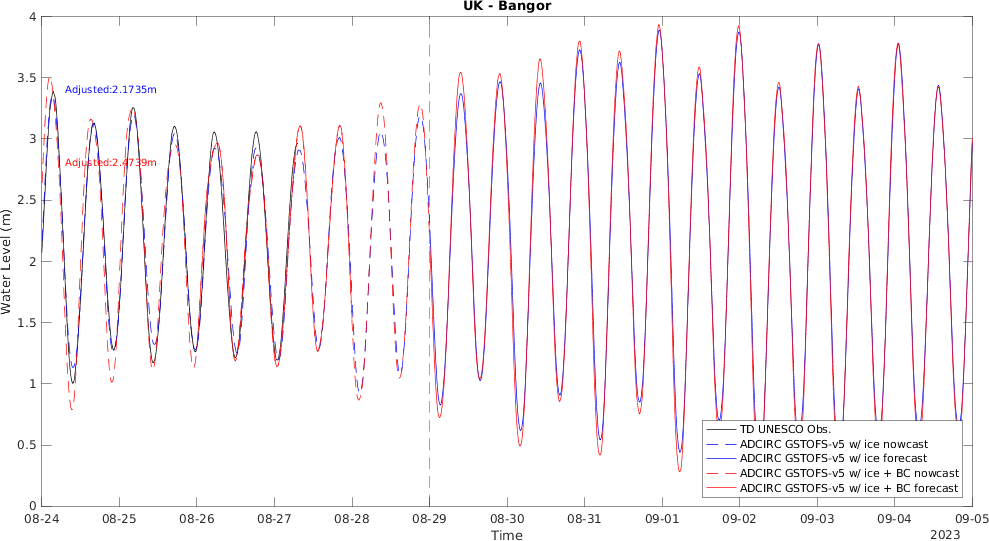 UK - Bangor
4
3.5
3
2.5
2
1.5
1
0.5
0
Water Level (m)
Adjusted:2.1735m
Adjusted:2.4739m
TD UNESCO Obs.
ADCIRC GSTOFS-v5 w/ ice nowcast
ADCIRC GSTOFS-v5 w/ ice forecast
ADCIRC GSTOFS-v5 w/ ice + BC nowcast
ADCIRC GSTOFS-v5 w/ ice + BC forecast
08-24 08-25 08-26 08-27 08-28 08-29 08-30 08-31 09-01 09-02 09-03 09-04 09-05
Time
2023